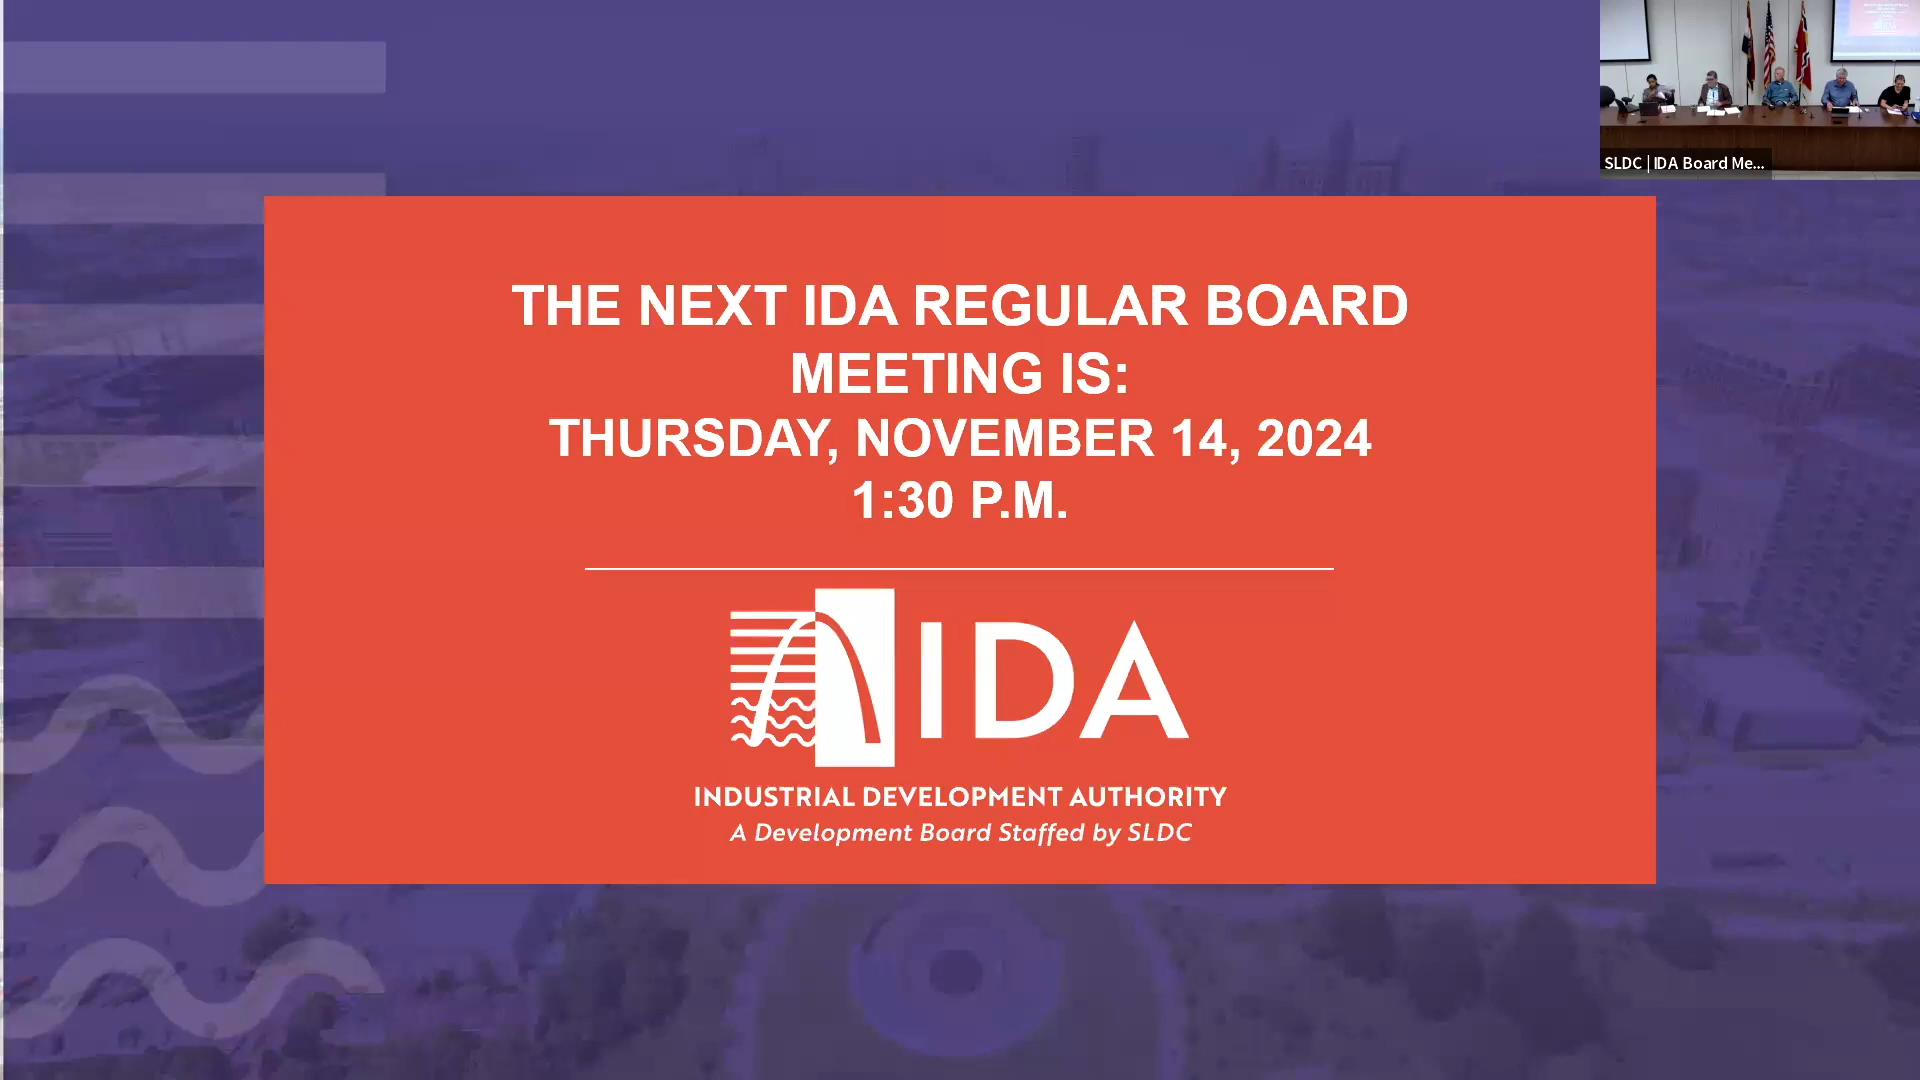 SLDC | IDA Board Me...
THE NEXT IDA REGULAR BOARD
MEETING IS:
THURSDAY, NOVEMBER 14, 2024
1:30 P.M.
IDA
INDUSTRIAL DEVELOPMENT AUTHORITY
A Development Board Staffed by SLDC